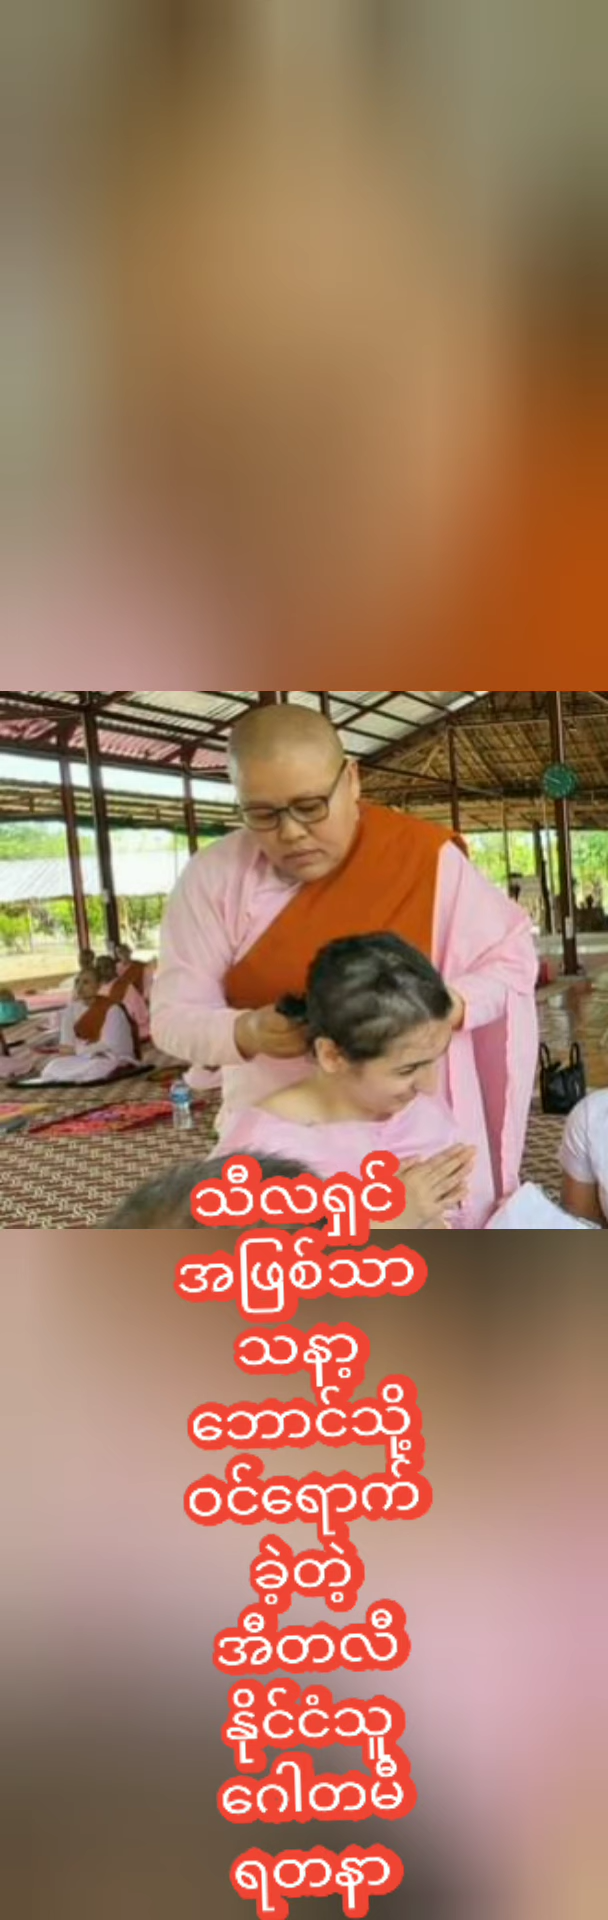 သီလရှင်
အဖြစ်သာ
သနာ့
ဘောင်သို့
ဝင်ရောက်
ခဲ့တဲ့
အီတလီ
နိုင်ငံသူ
ဂေါတမီ
ရတနာ